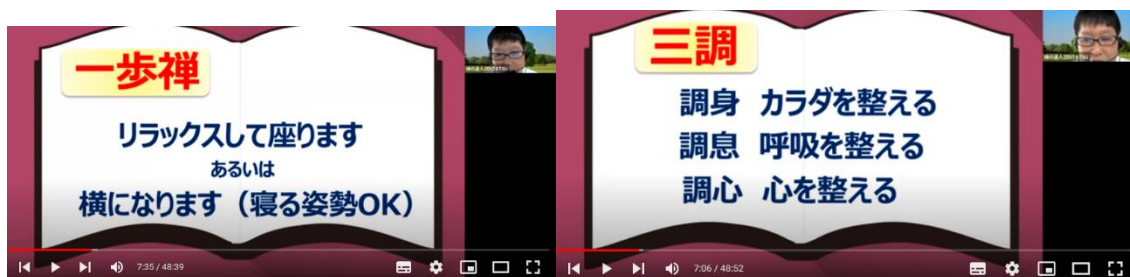 一歩禅
リラックスして座ります
あるいは
横になります（寝る姿勢OK）
7:35 / 48:39
三調
調身 カラダを整える
調息 呼吸を整える
調心 心を整える
7:06 / 48:52